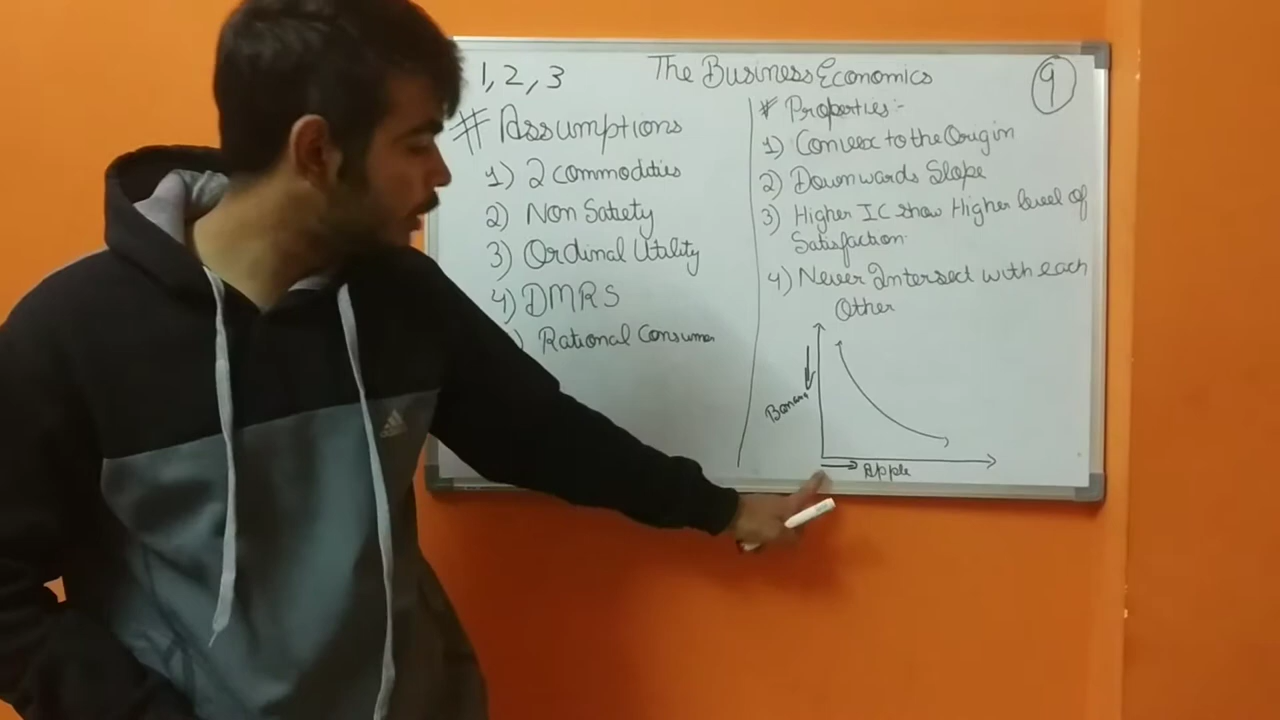 1, 2, 3
The Business Economics
9
# Assumptions
1) 2 commodities
2) Non Satiety
3) Ordinal Utility
4) DMRS
) Rational Consumer
# Properties:-
1) Convex to the Origin
2) Downwards Slope
3) Higher IC show Higher level of
Satisfaction
4) Never Intersect with each
Other
Banana
Apple
adidas